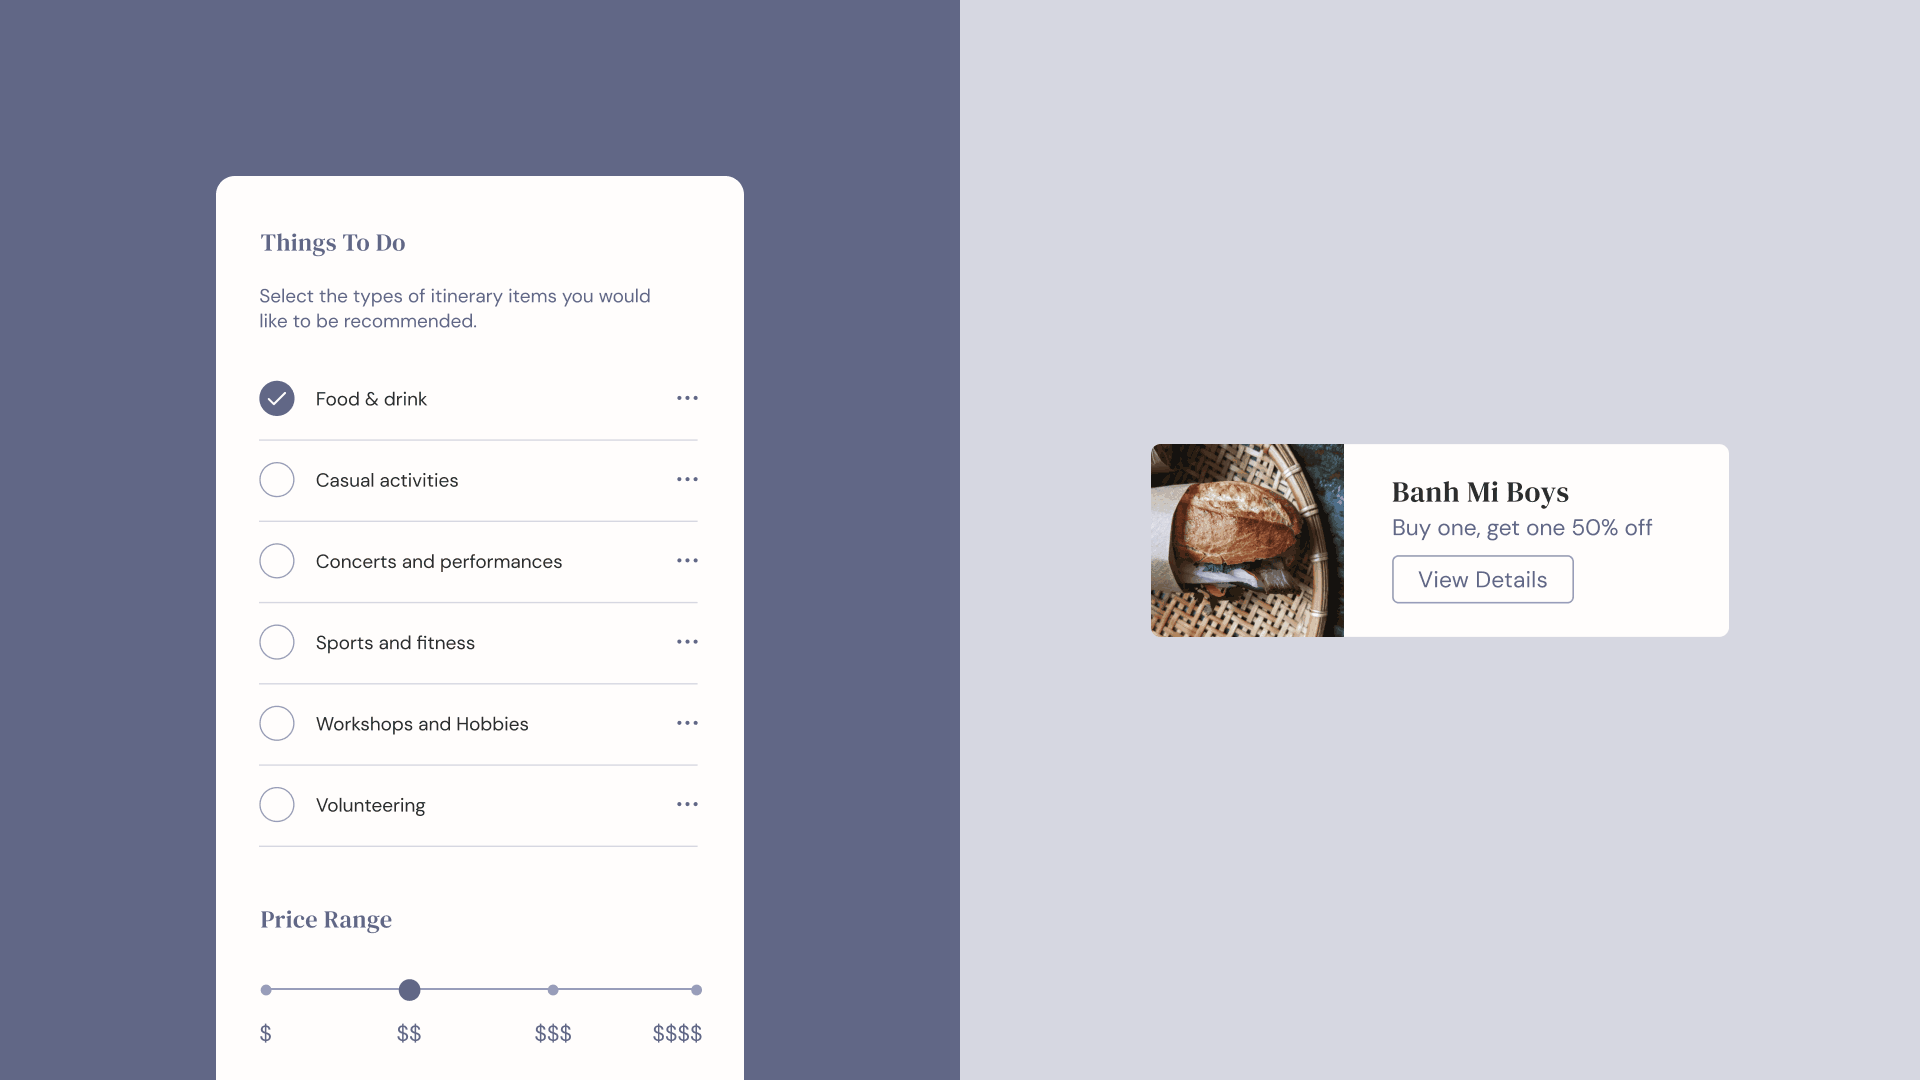 Things To Do
Select the types of itinerary items you would
like to be recommended.
Food & drink
Casual activities
Concerts and performances
Sports and fitness
Workshops and Hobbies
Volunteering
Price Range
$ $$ $$$ $$$$
Banh Mi Boys
Buy one, get one 50% off
View Details